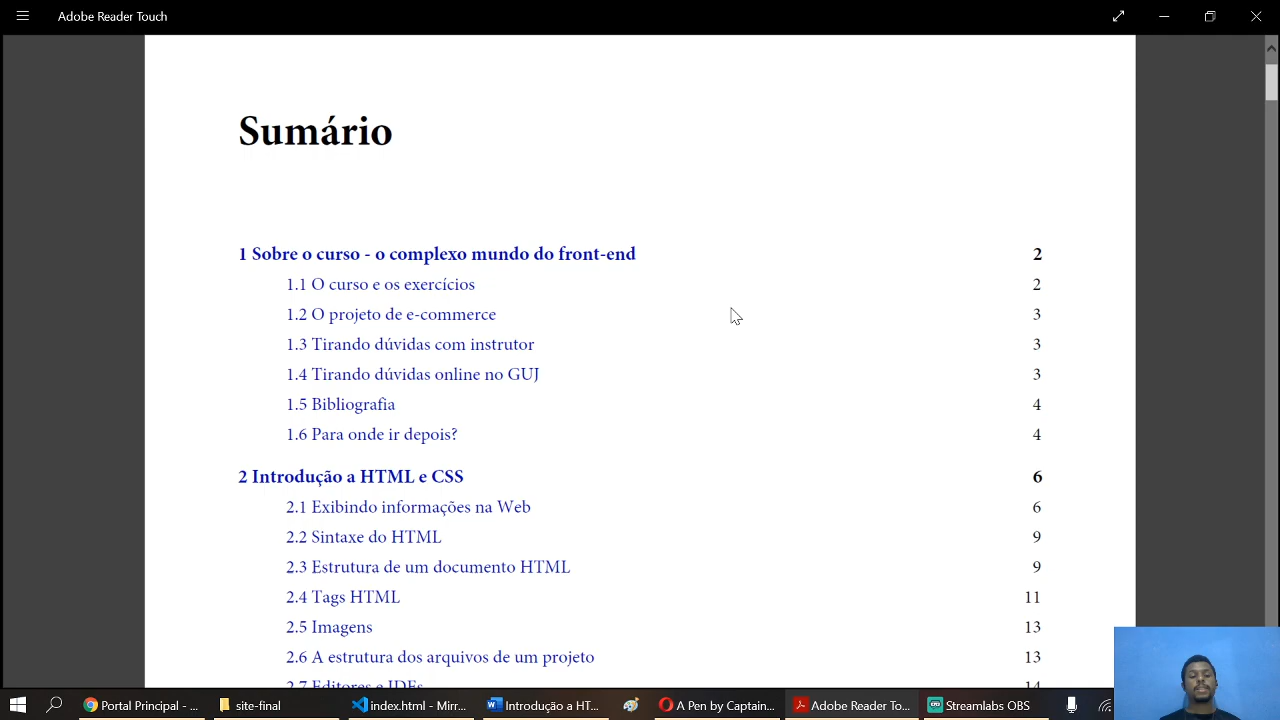 Adobe Reader Touch
Sumário
1 Sobre o curso - o complexo mundo do front-end 2
1.1 O curso e os exercícios 2
1.2 O projeto de e-commerce 3
1.3 Tirando dúvidas com instrutor 3
1.4 Tirando dúvidas online no GUJ 3
1.5 Bibliografia 4
1.6 Para onde ir depois? 4
2 Introdução a HTML e CSS 6
2.1 Exibindo informações na Web 6
2.2 Sintaxe do HTML 9
2.3 Estrutura de um documento HTML 9
2.4 Tags HTML 11
2.5 Imagens 13
2.6 A estrutura dos arquivos de um projeto 13
2.7 Editores e IDEs 14
Portal Principal - ... site-final index.html - Mirr... Introdução a HT... A Pen by Captain... Adobe Reader To... Streamlabs OBS